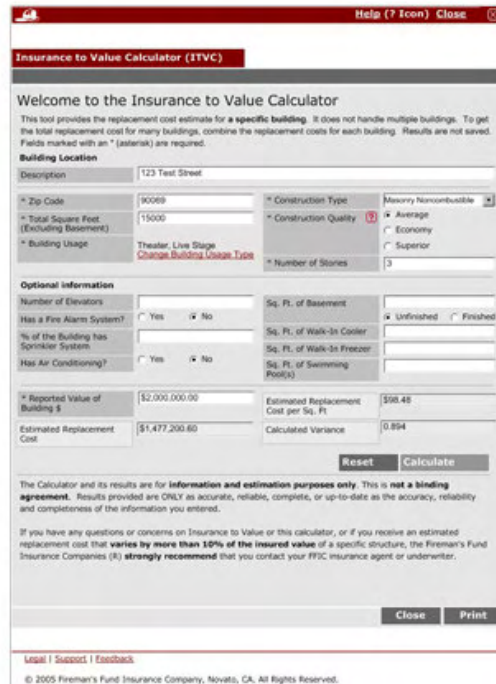 Help (? Icon) Close
Insurance to Value Calculator (ITVC)
Welcome to the Insurance to Value Calculator
This tool provides the replacement cost estimate for a specific building. It does not handle multiple buildings. To get
the total replacement cost for many buildings, combine the replacement costs for each building. Results are not saved.
Fields marked with an * (asterisk) are required.
Building Location
Description 123 Test Street
* Zip Code 90069 * Construction Type Masonry Noncombustible
* Total Square Feet (Excluding Basement) 15000 * Construction Quality ? Average
Economy
* Building Usage Theater, Live Stage Superior
Change Building Usage Type * Number of Stories 3
Optional information
Number of Elevators Sq. Ft. of Basement
Has a Fire Alarm System? Yes No Unfinished Finished
% of the Building has Sprinkler System Sq. Ft. of Walk-In Cooler
Sq. Ft. of Walk-In Freezer
Has Air Conditioning? Yes No Sq. Ft. of Swimming Pool(s)
* Reported Value of Building $ $2,000,000.00 Estimated Replacement Cost per Sq. Ft $98.48
Estimated Replacement Cost $1,477,200.60 Calculated Variance 0.894
Reset Calculate
The Calculator and its results are for information and estimation purposes only. This is not a binding
agreement. Results provided are ONLY as accurate, reliable, complete, or up-to-date as the accuracy, reliability
and completeness of the information you entered.
If you have any questions or concerns on Insurance to Value or this calculator, or if you receive an estimated
replacement cost that varies by more than 10% of the insured value of a specific structure, the Fireman's Fund
Insurance Companies (R) strongly recommend that you contact your FFIC insurance agent or underwriter.
Close Print
Legal | Support | Feedback
© 2005 Fireman's Fund Insurance Company, Novato, CA. All Rights Reserved.